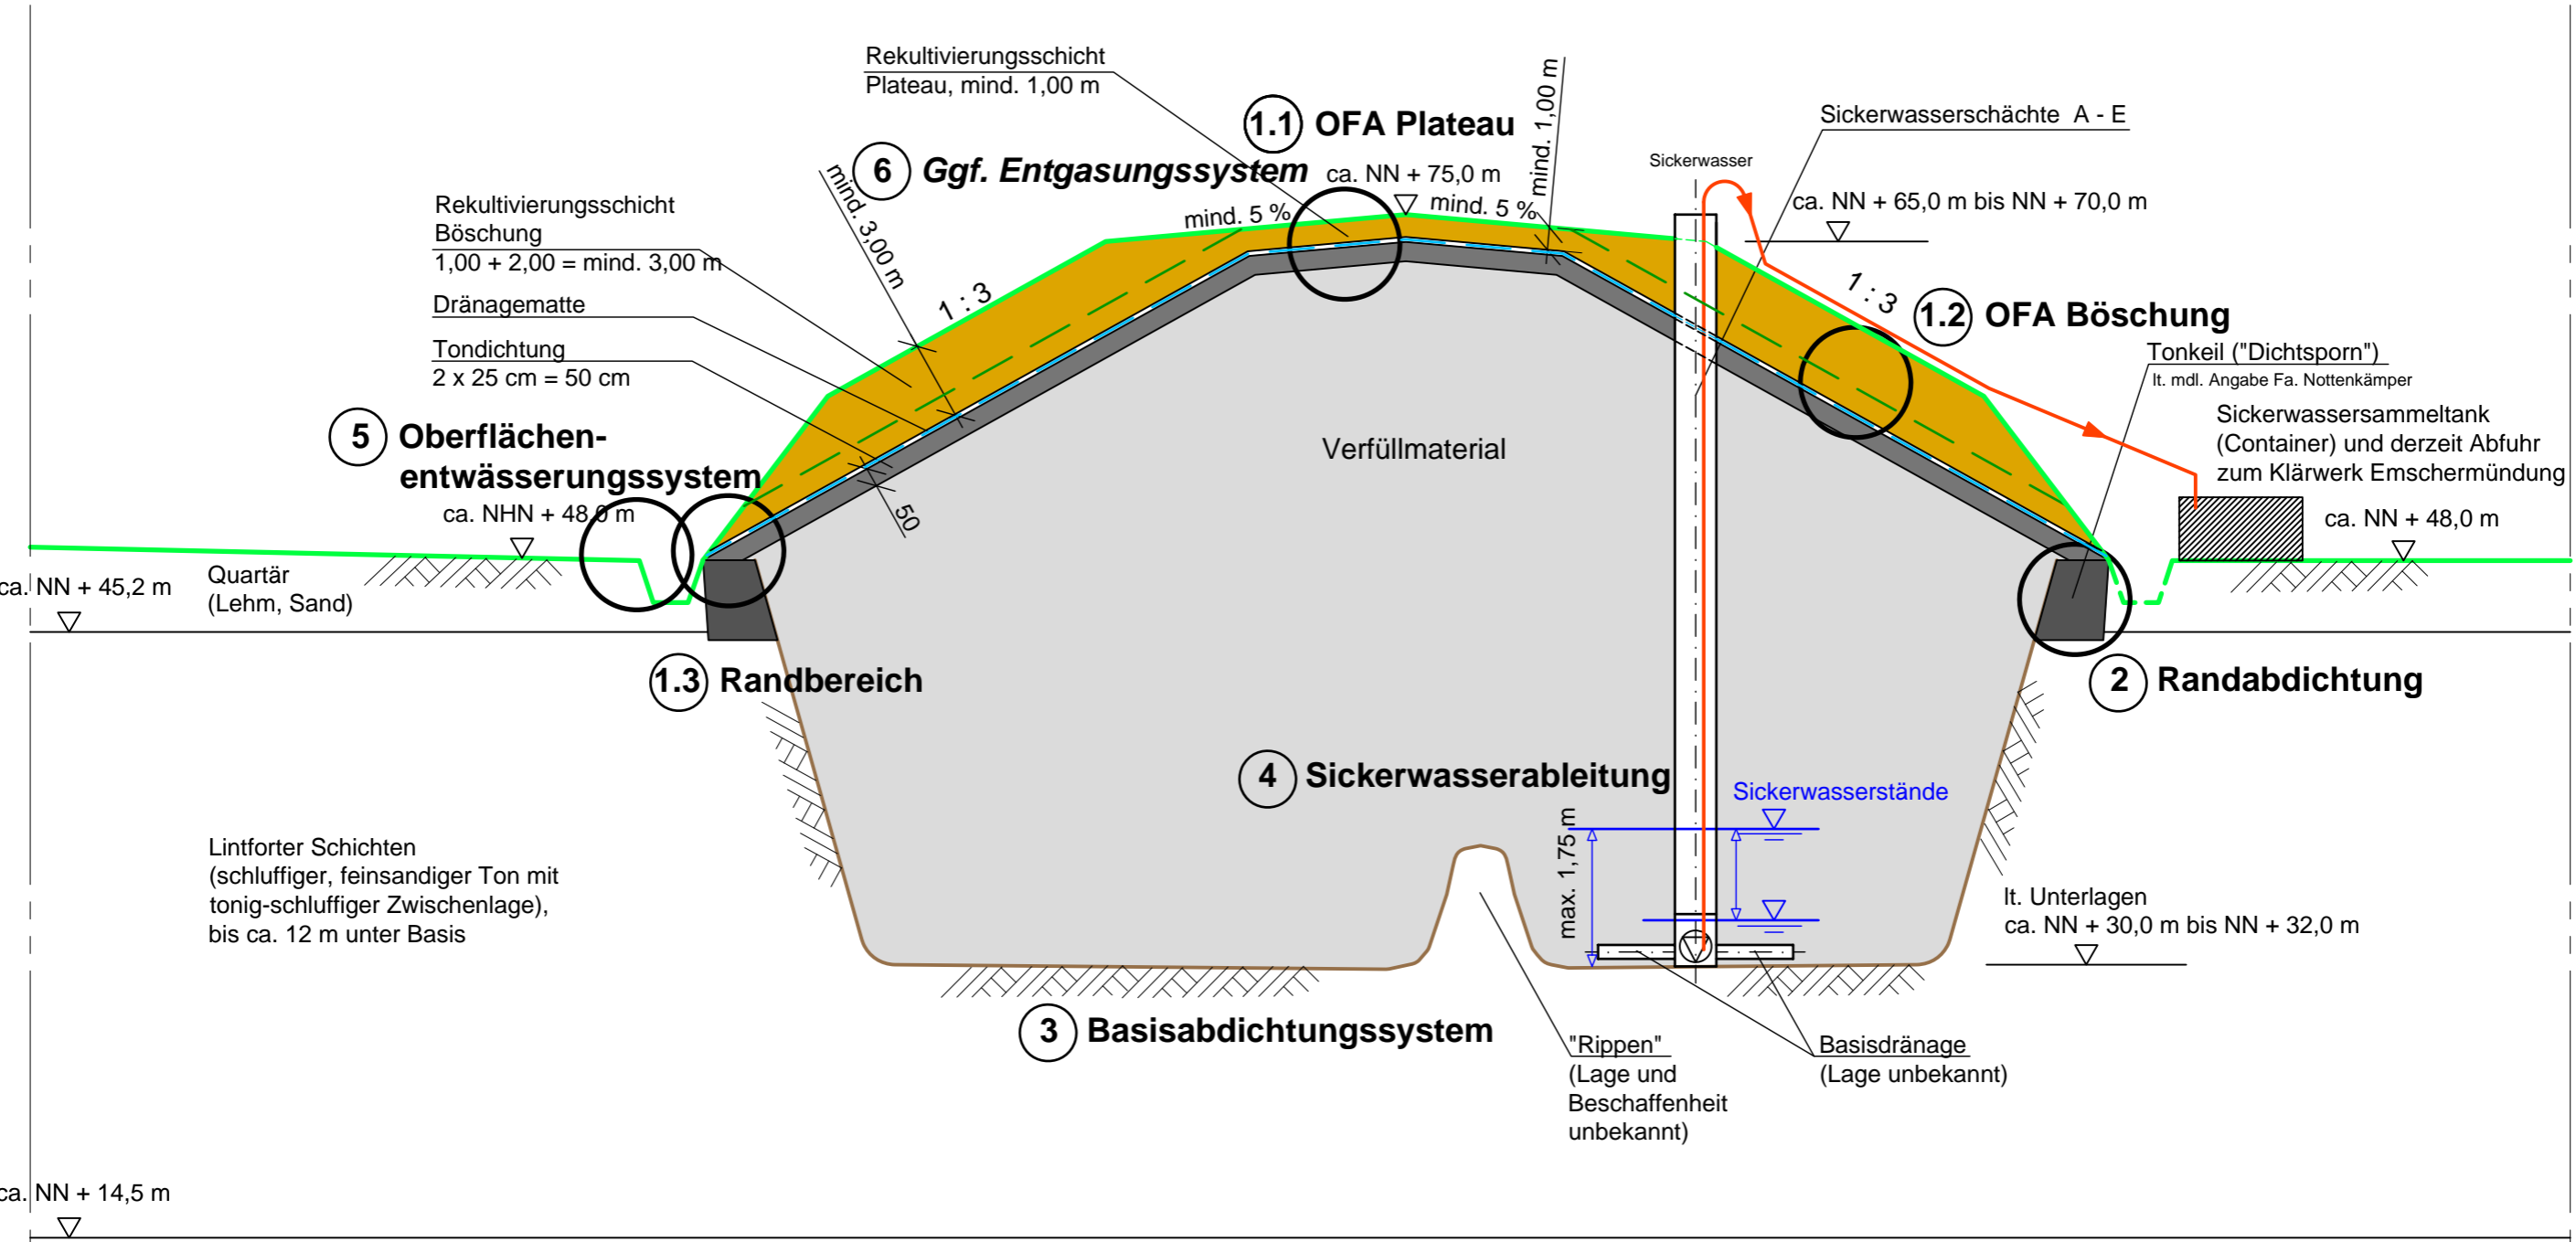 Rekultivierungsschicht
Plateau, mind. 1,00 m
1.1 OFA Plateau
mind. 1,00 m
Sickerwasserschächte A - E
6 Ggf. Entgasungssystem
ca. NN + 75,0 m
Sickerwasser
mind. 3,00 m
mind. 5 %
mind. 5 %
ca. NN + 65,0 m bis NN + 70,0 m
Rekultivierungsschicht
Böschung
1,00 + 2,00 = mind. 3,00 m
1 : 3
1 : 3
1.2 OFA Böschung
Dränagematte
Tondichtung
2 x 25 cm = 50 cm
Tonkeil ("Dichtsporn")
lt. mdl. Angabe Fa. Nottenkämper
Sickerwassersammeltank
(Container) und derzeit Abfuhr
zum Klärwerk Emschermündung
5 Oberflächen-
entwässerungssystem
ca. NHN + 48,0 m
50
Verfüllmaterial
ca. NN + 48,0 m
ca. NN + 45,2 m
Quartär
(Lehm, Sand)
1.3 Randbereich
2 Randabdichtung
4 Sickerwasserableitung
Sickerwasserstände
max. 1,75 m
Lintforter Schichten
(schluffiger, feinsandiger Ton mit
tonig-schluffiger Zwischenlage),
bis ca. 12 m unter Basis
lt. Unterlagen
ca. NN + 30,0 m bis NN + 32,0 m
3 Basisabdichtungssystem
"Rippen"
(Lage und
Beschaffenheit
unbekannt)
Basisdränage
(Lage unbekannt)
ca. NN + 14,5 m